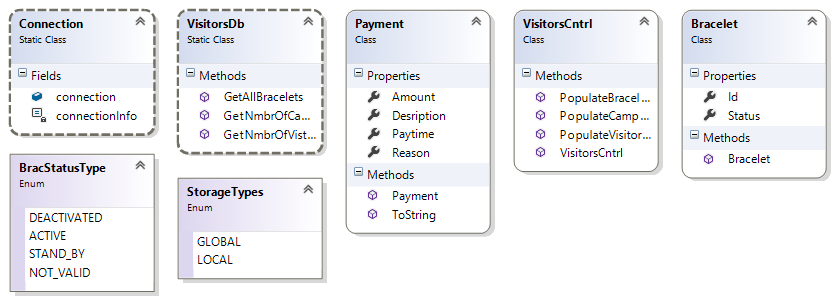 Connection
Static Class
Fields
connection
connectionInfo
VisitorsDb
Static Class
Methods
GetAllBracelets
GetNmbrOfCa...
GetNmbrOfVist...
Payment
Class
Properties
Amount
Desription
Paytime
Reason
Methods
Payment
ToString
VisitorsCntrl
Class
Methods
PopulateBracel...
PopulateCamp...
PopulateVisitor...
VisitorsCntrl
Bracelet
Class
Properties
Id
Status
Methods
Bracelet
BracStatusType
Enum
DEACTIVATED
ACTIVE
STAND_BY
NOT_VALID
StorageTypes
Enum
GLOBAL
LOCAL